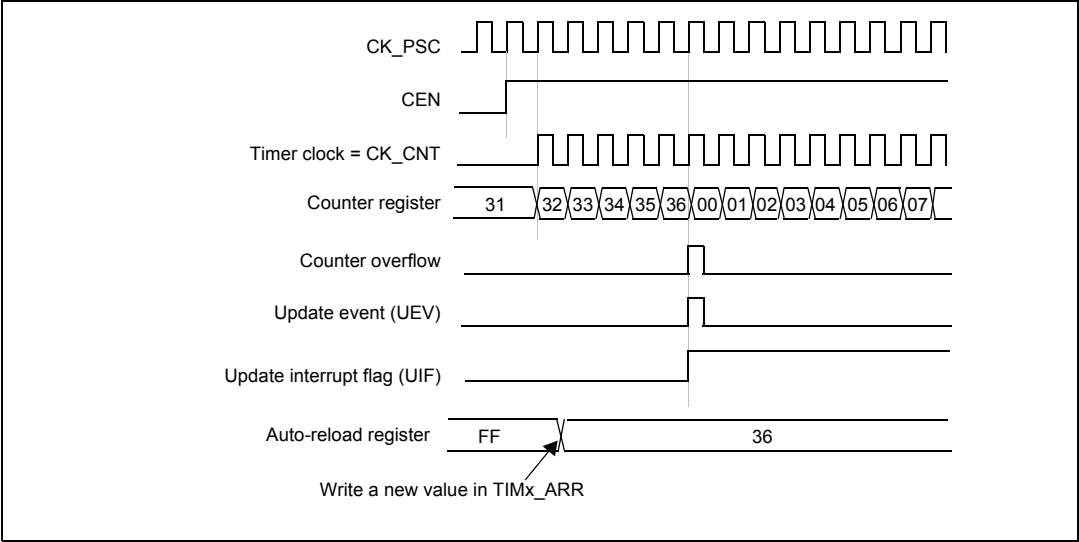 CK_PSC
CEN
Timer clock = CK_CNT
Counter register 31 32 33 34 35 36 00 01 02 03 04 05 06 07
Counter overflow
Update event (UEV)
Update interrupt flag (UIF)
Auto-reload register FF 36
Write a new value in TIMx_ARR